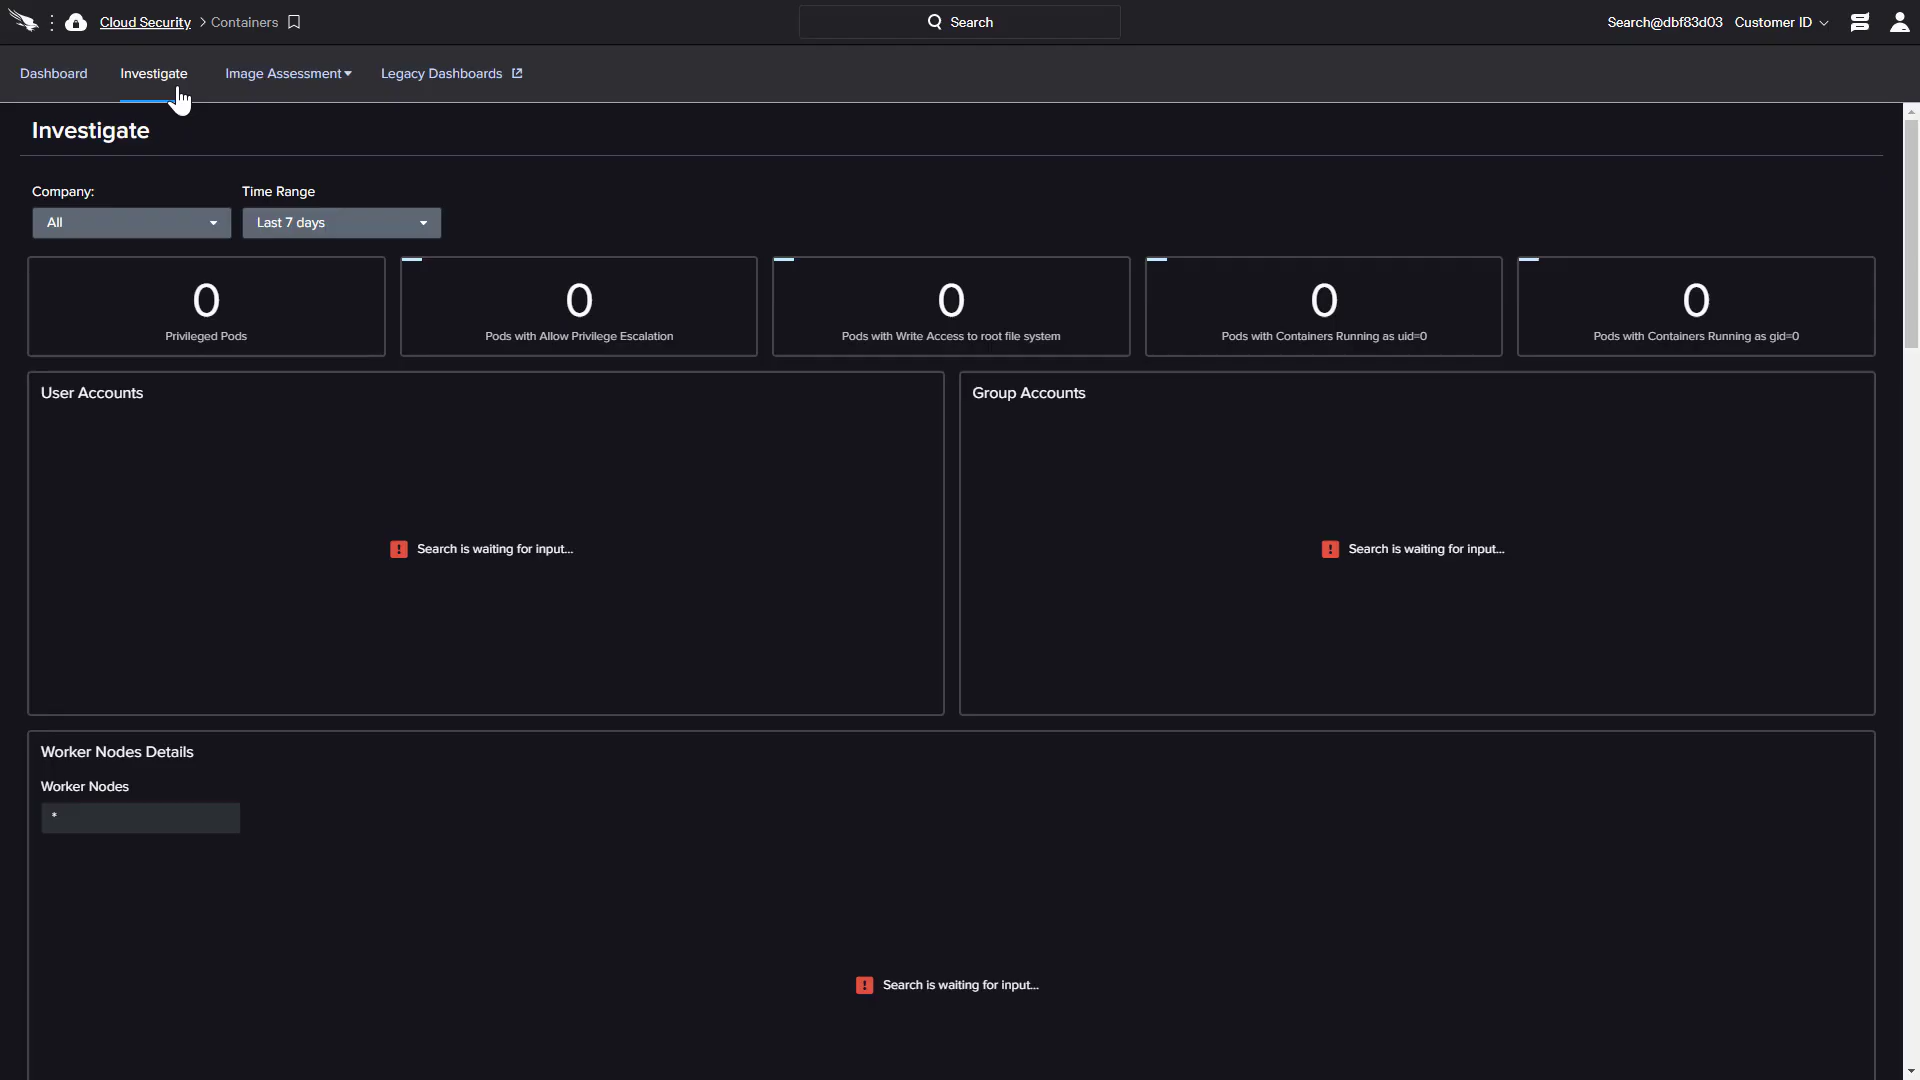 Cloud Security > Containers
Search
Search@dbf83d03 Customer ID
Dashboard Investigate Image Assessment Legacy Dashboards
Investigate
Company: Time Range
All Last 7 days
0 0 0 0 0
Privileged Pods Pods with Allow Privilege Escalation Pods with Write Access to root file system Pods with Containers Running as uid=0 Pods with Containers Running as gid=0
User Accounts Group Accounts
Search is waiting for input... Search is waiting for input...
Worker Nodes Details
Worker Nodes
*
Search is waiting for input...